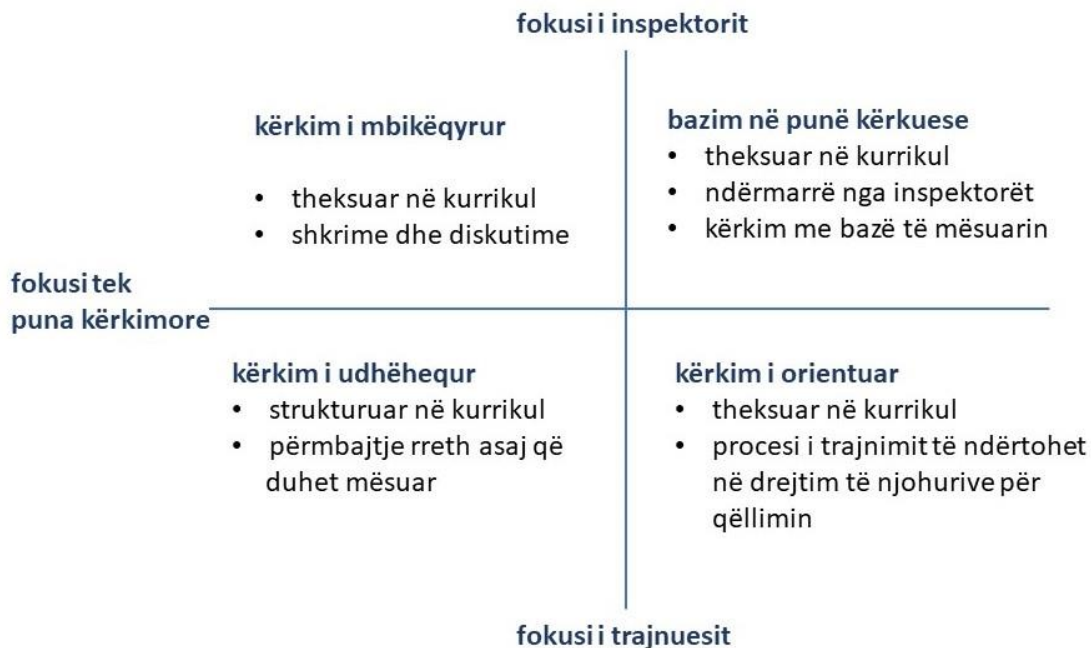 fokusi i inspektorit
kërkim i mbikëqyrur
• theksuar në kurrikul
• shkrime dhe diskutime
bazim në punë kërkuese
• theksuar në kurrikul
• ndërmarrë nga inspektorët
• kërkim me bazë të mësuarin
fokusi tek
puna kërkimore
kërkim i udhëhequr
• strukturuar në kurrikul
• përmbajtje rreth asaj që
duhet mësuar
kërkim i orientuar
• theksuar në kurrikul
• procesi i trajnimit të ndërtohet
në drejtim të njohurive për
qëllimin
fokusi i trajnuesit